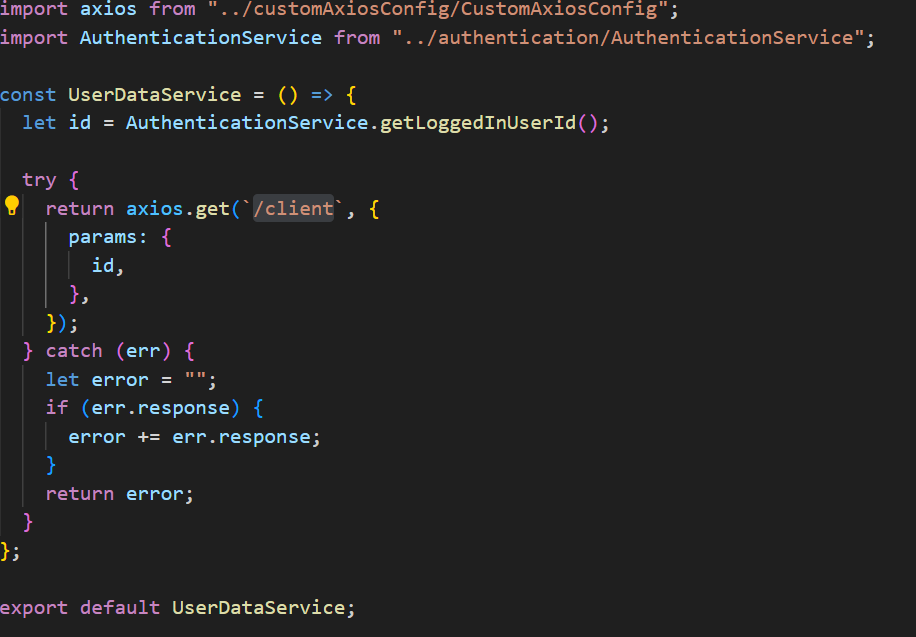 import axios from "../customAxiosConfig/CustomAxiosConfig";
import AuthenticationService from "../authentication/AuthenticationService";
const UserDataService = () => {
let id = AuthenticationService.getLoggedInUserId();
try {
return axios.get(`/client`, {
params: {
id,
},
});
} catch (err) {
let error = "";
if (err.response) {
error += err.response;
}
return error;
}
};
export default UserDataService;